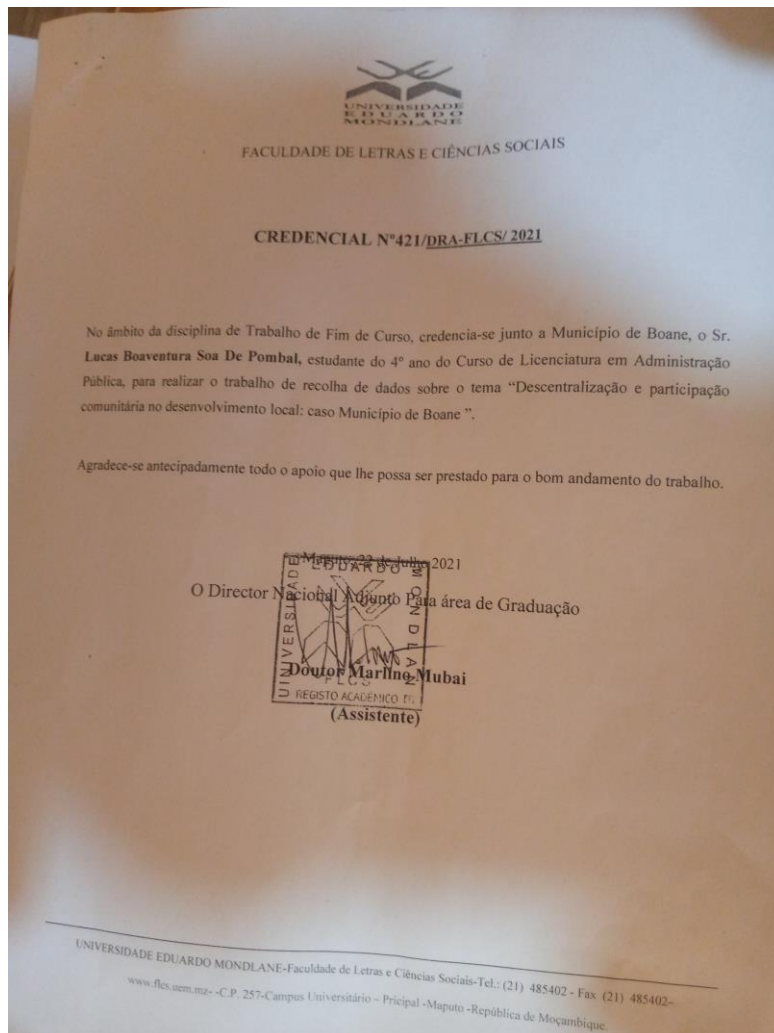 UNIVERSIDADE
EDUARDO
MONDLANE
FACULDADE DE LETRAS E CIÊNCIAS SOCIAIS
CREDENCIAL Nº421/DRA-FLCS/ 2021
No âmbito da disciplina de Trabalho de Fim de Curso, credencia-se junto a Município de Boane, o Sr.
Lucas Boaventura Soa De Pombal, estudante do 4º ano do Curso de Licenciatura em Administração
Pública, para realizar o trabalho de recolha de dados sobre o tema “Descentralização e participação
comunitária no desenvolvimento local: caso Município de Boane ”.
Agradece-se antecipadamente todo o apoio que lhe possa ser prestado para o bom andamento do trabalho.
Maputo, 22 de Julho 2021
O Director Nacional Adjunto Para área de Graduação
Doutor Marlino Mubai
(Assistente)
UNIVERSIDADE EDUARDO MONDLANE
FLCS
REGISTO ACADÉMICO
UNIVERSIDADE EDUARDO MONDLANE-Faculdade de Letras e Ciências Sociais-Tel.: (21) 485402 - Fax (21) 485402–
www.flcs.uem.mz- -C.P. 257-Campus Universitário – Pricipal -Maputo -República de Moçambique.